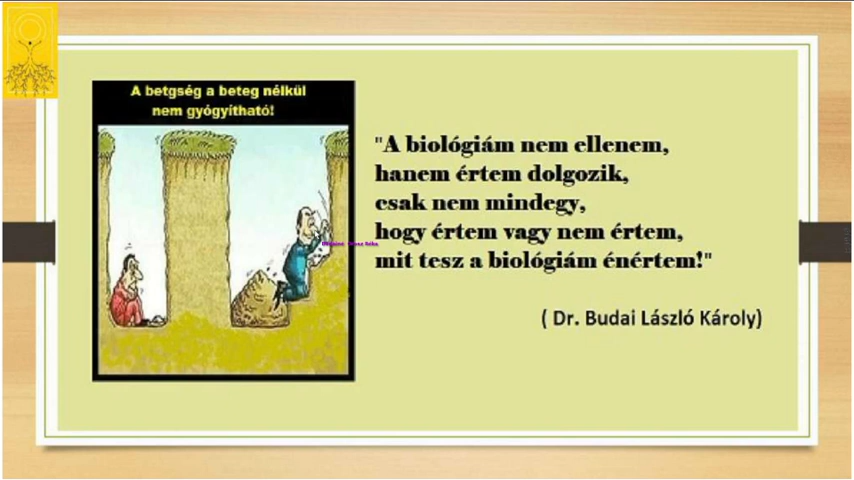 A betgség a beteg nélkül
nem gyógyítható!
"A biológiám nem ellenem,
hanem értem dolgozik,
csak nem mindegy,
hogy értem vagy nem értem,
mit tesz a biológiám énértem!"
( Dr. Budai László Károly)